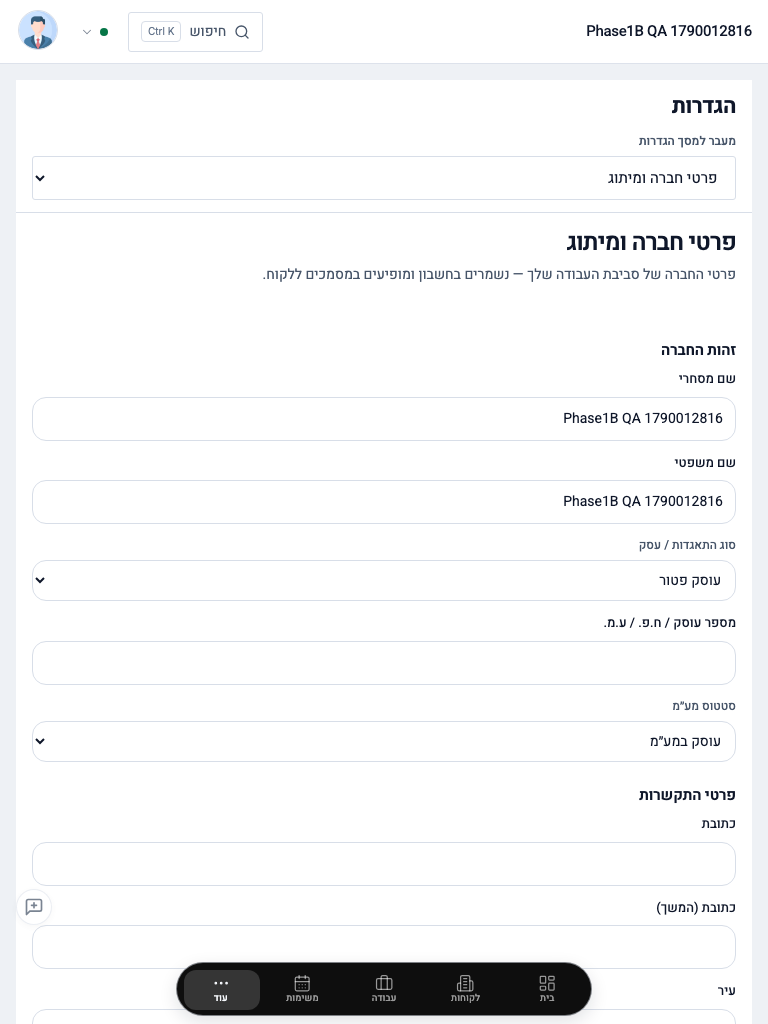 Phase1B QA 1790012816
חיפוש Ctrl K
הגדרות
מעבר למסך הגדרות
פרטי חברה ומיתוג
פרטי חברה ומיתוג
פרטי החברה של סביבת העבודה שלך — נשמרים בחשבון ומופיעים במסמכים ללקוח.
זהות החברה
שם מסחרי
Phase1B QA 1790012816
שם משפטי
Phase1B QA 1790012816
סוג התאגדות / עסק
עוסק פטור
מספר עוסק / ח.פ. / ע.מ.
סטטוס מע״מ
עוסק במע״מ
פרטי התקשרות
כתובת
כתובת (המשך)
עיר
בית
לקוחות
עבודה
משימות
עוד